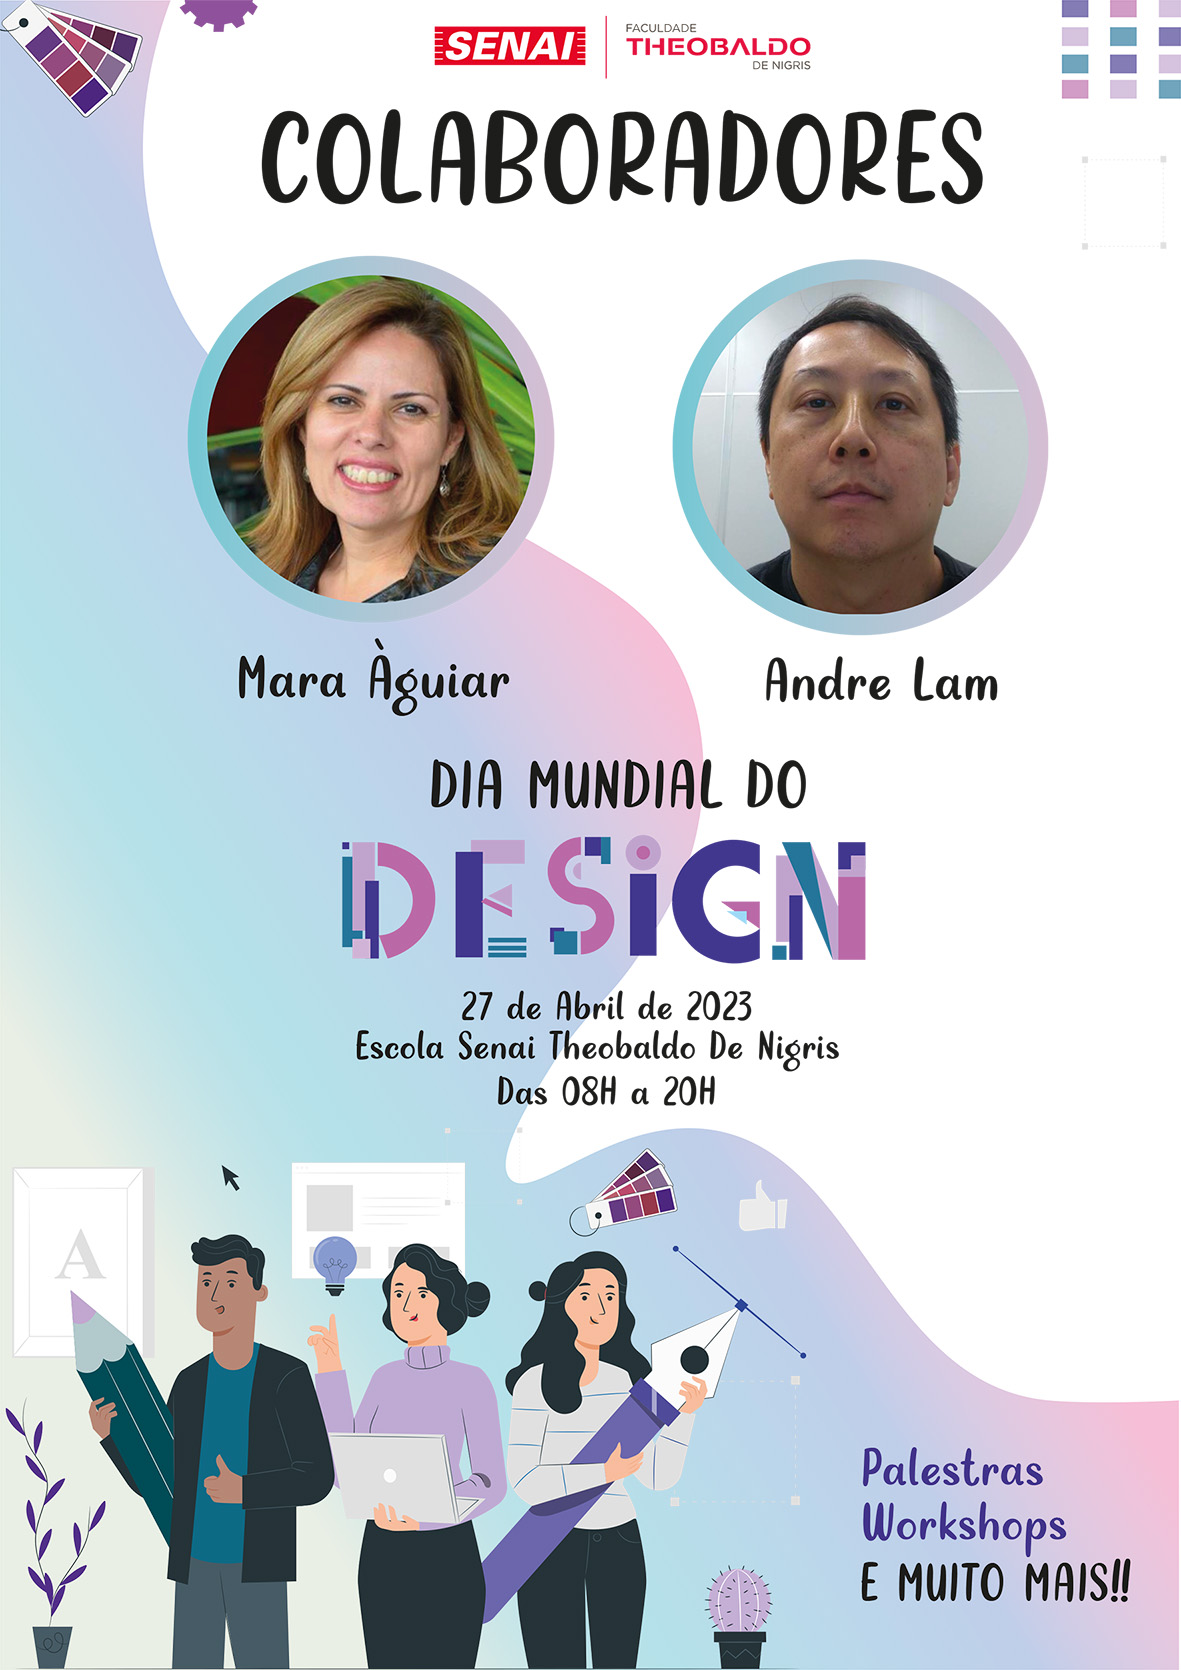 SENAI
FACULDADE
THEOBALDO
DE NIGRIS
COLABORADORES
Mara Àguiar
Andre Lam
DIA MUNDIAL DO
DESiGN
27 de Abril de 2023
Escola Senai Theobaldo De Nigris
Das 08H a 20H
A
Palestras
Workshops
E MUITO MAIS!!